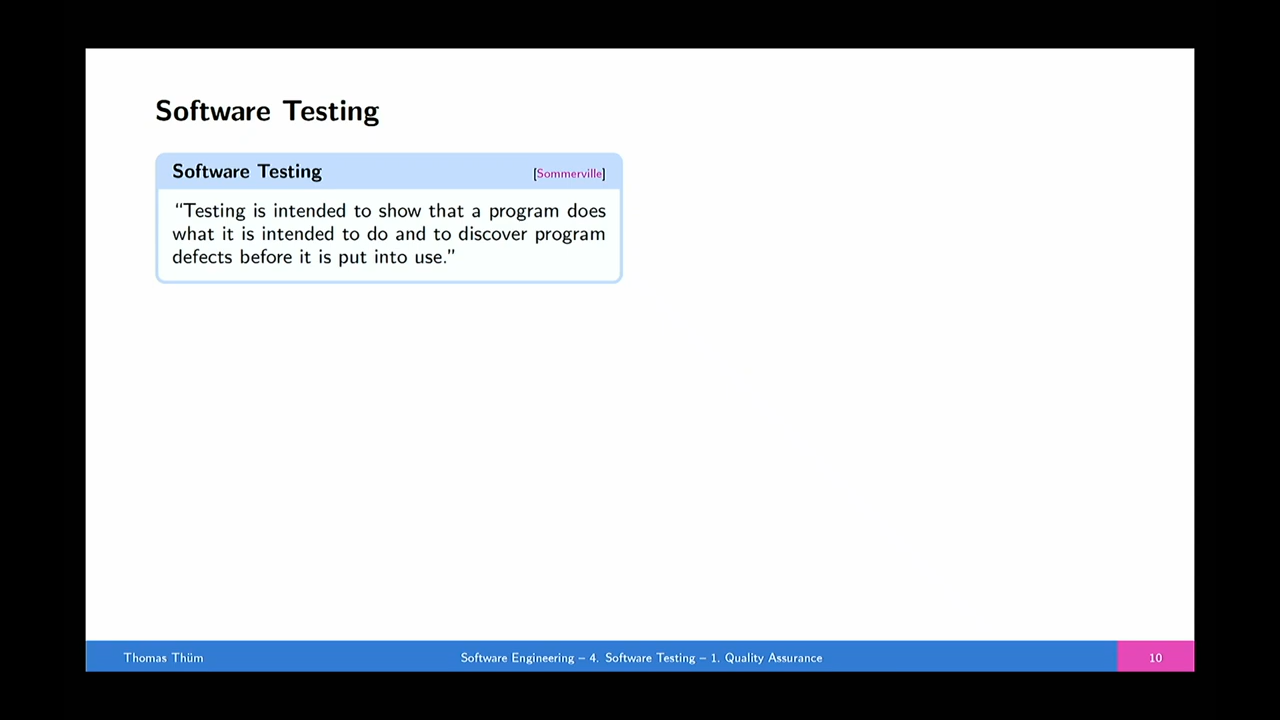 Software Testing
Software Testing [Sommerville]
“Testing is intended to show that a program does
what it is intended to do and to discover program
defects before it is put into use.”
Thomas Thüm Software Engineering – 4. Software Testing – 1. Quality Assurance 10